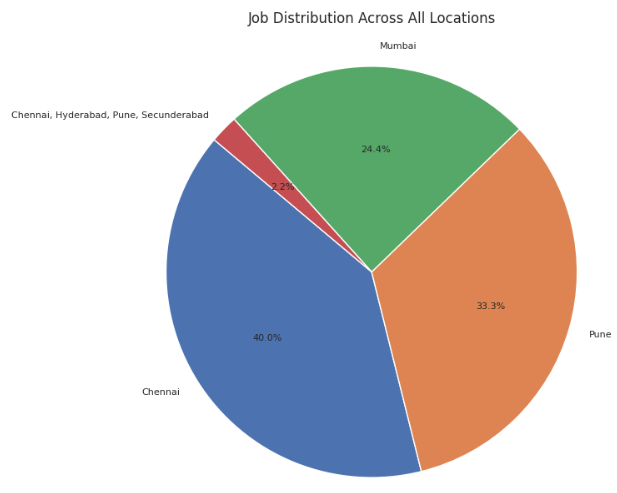 Job Distribution Across All Locations
Mumbai
Chennai, Hyderabad, Pune, Secunderabad
24.4%
2.2%
33.3%
Pune
40.0%
Chennai